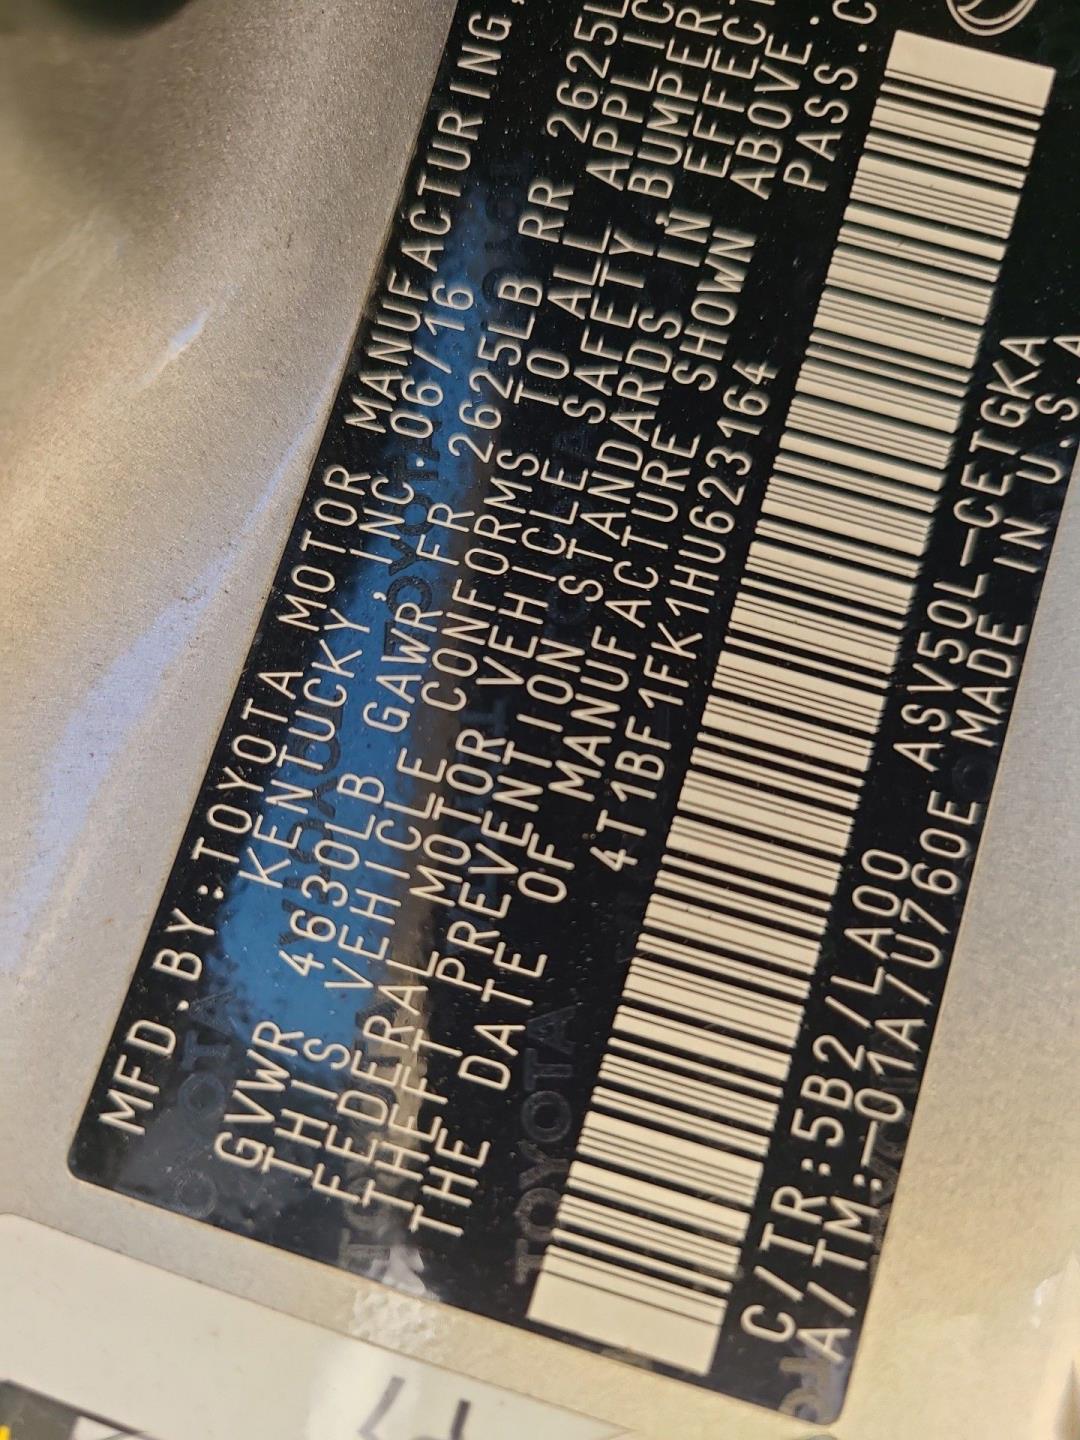 MFD.BY:TOYOTA MOTOR MANUFACTURING,
KENTUCKY, INC. 06/16
GVWR 4630LB GAWR FR 2625LB RR 2625L
THIS VEHICLE CONFORMS TO ALL APPLIC
FEDERAL MOTOR VEHICLE SAFETY, BUMPER
THEFT PREVENTION STANDARDS IN EFFECT
THE DATE OF MANUFACTURE SHOWN ABOVE.
4T1BF1FK1HU623164 PASS.C
C/TR:5B2/LA00 ASV50L-CETGKA
A/TM:-01A/U760E MADE IN U.S.A